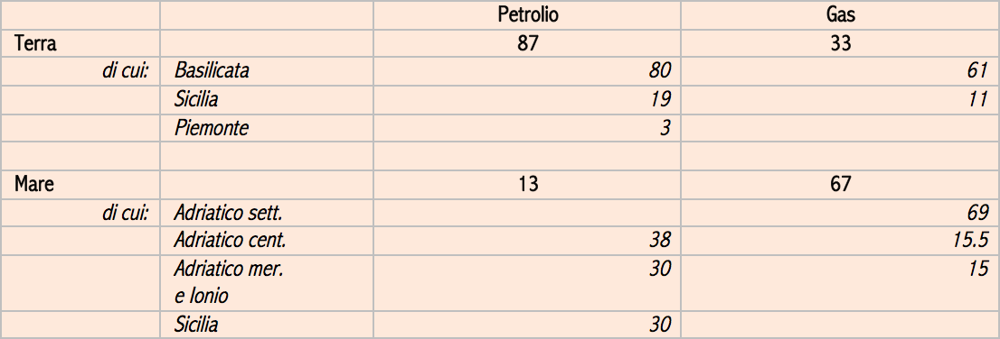 Petrolio Gas
Terra 87 33
di cui: Basilicata 80 61
Sicilia 19 11
Piemonte 3
Mare 13 67
di cui: Adriatico sett. 69
Adriatico cent. 38 15.5
Adriatico mer. 30 15
e Ionio
Sicilia 30